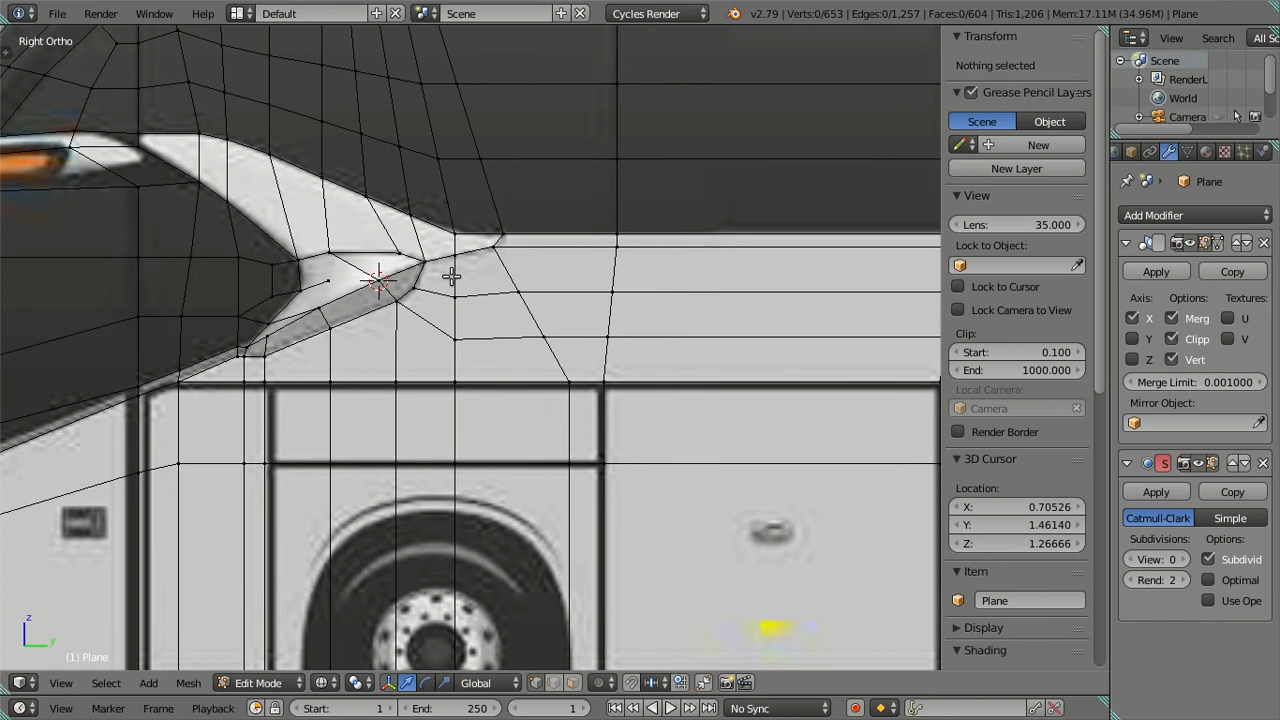 File Render Window Help Default Scene Cycles Render v2.79 | Verts:0/653 | Edges:0/1,257 | Faces:0/604 | Tris:1,206 | Mem:17.11M (34.96M) | Plane
Right Ortho
Transform
Nothing selected
Grease Pencil Layers
Scene Object
New
New Layer
View
Lens: 35.000
Lock to Object:
Lock to Cursor
Lock Camera to View
Clip:
Start: 0.100
End: 1000.000
Local Camera:
Camera
Render Border
3D Cursor
Location:
X: 0.70526
Y: 1.46140
Z: 1.26666
Item
Plane
Display
Shading
View Search All Sc
Scene
RenderL
World
Camera
Plane
Add Modifier
Apply Copy
Axis: Options: Textures:
X Merg U
Y Clipp V
Z Vert
Merge Limit: 0.001000
Mirror Object:
S
Apply Copy
Catmull-Clark Simple
Subdivisions: Options:
View: 0 Subdivid
Rend: 2 Optimal
Use Ope
z
y
(1) Plane
View Select Add Mesh Edit Mode Global
View Marker Frame Playback Start: 1 End: 250 1 No Sync